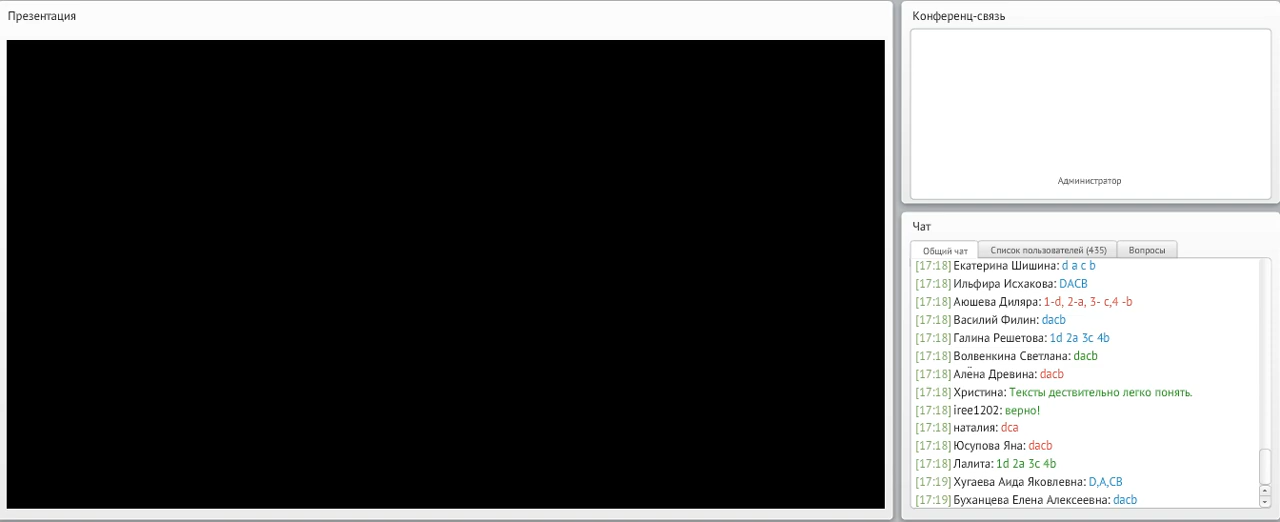 Презентация
Конференц-связь
Администратор
Чат
Общий чат
Список пользователей (435)
Вопросы
[17:18] Екатерина Шишина: d a c b
[17:18] Ильфира Исхакова: DACB
[17:18] Аюшева Диляра: 1-d, 2-a, 3- c,4 -b
[17:18] Василий Филин: dacb
[17:18] Галина Решетова: 1d 2a 3c 4b
[17:18] Волвенкина Светлана: dacb
[17:18] Алёна Древина: dacb
[17:18] Христина: Тексты дествительно легко понять.
[17:18] iree1202: верно!
[17:18] наталия: dca
[17:18] Юсупова Яна: dacb
[17:18] Лалита: 1d 2a 3c 4b
[17:19] Хугаева Аида Яковлевна: D,A,CB
[17:19] Буханцева Елена Алексеевна: dacb